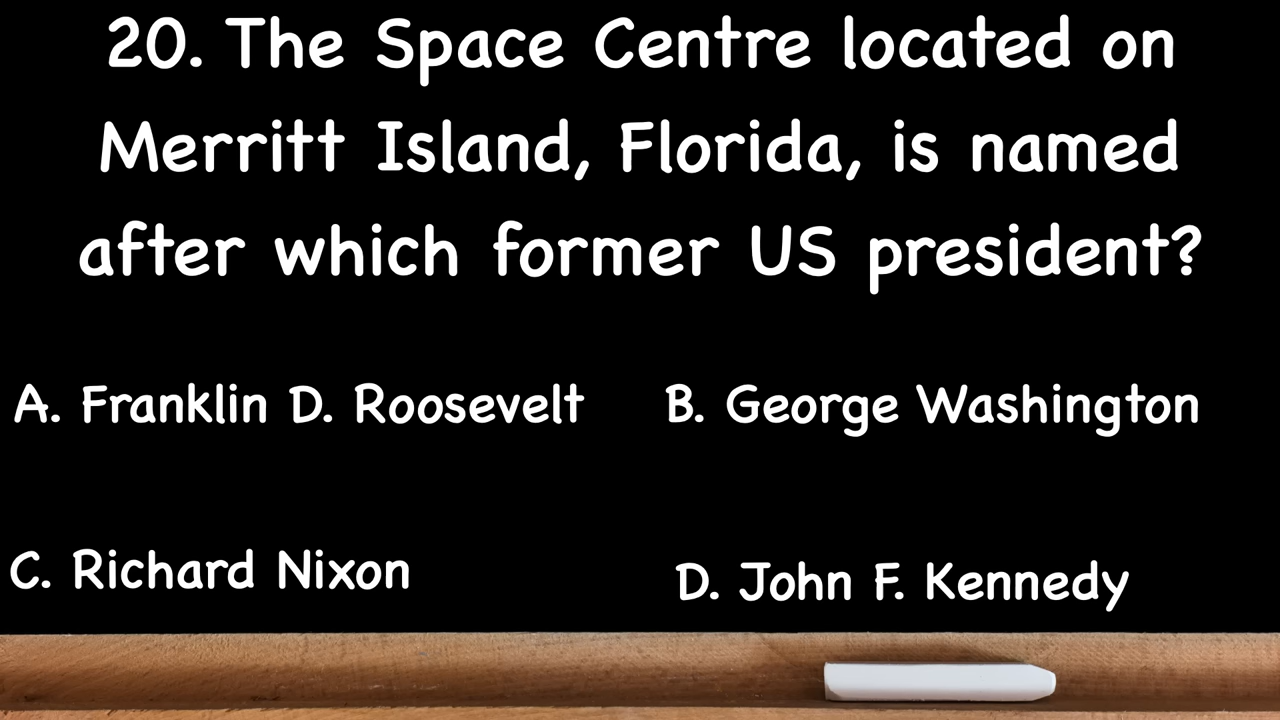 20. The Space Centre located on
Merritt Island, Florida, is named
after which former US president?
A. Franklin D. Roosevelt
B. George Washington
C. Richard Nixon
D. John F. Kennedy